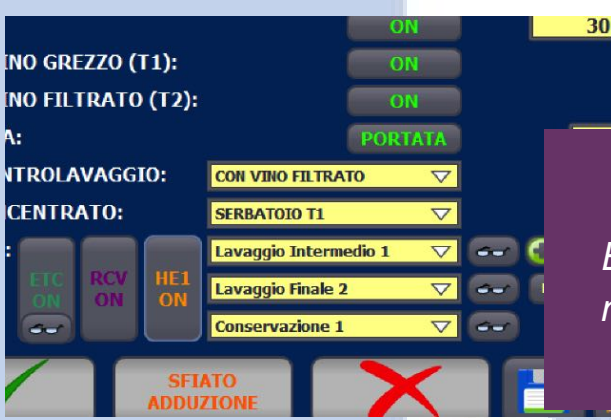 ON 30
INO GREZZO (T1): ON
INO FILTRATO (T2): ON
A: PORTATA
NTROLAVAGGIO: CON VINO FILTRATO
NCENTRATO: SERBATOIO T1
: ETC ON RCV ON HE1 ON
Lavaggio Intermedio 1
Lavaggio Finale 2
Conservazione 1
SFIATO
ADDUZIONE